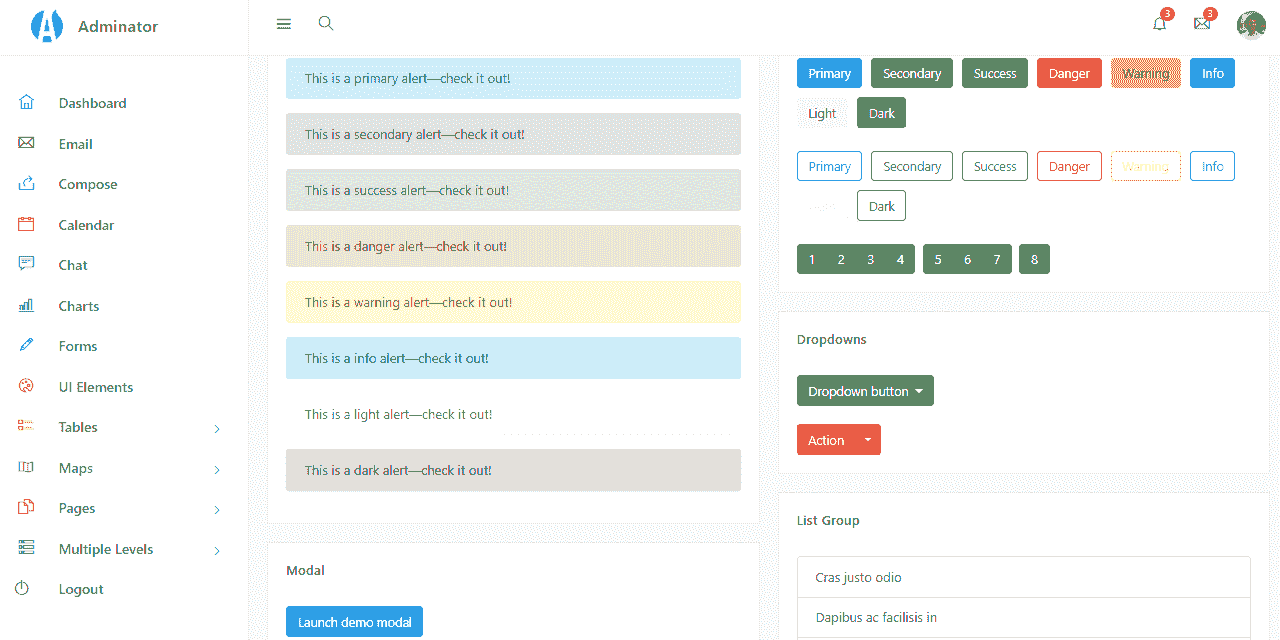 Adminator
3
3
Dashboard
Email
Compose
Calendar
Chat
Charts
Forms
UI Elements
Tables
Maps
Pages
Multiple Levels
Logout
This is a primary alert—check it out!
This is a secondary alert—check it out!
This is a success alert—check it out!
This is a danger alert—check it out!
This is a warning alert—check it out!
This is a info alert—check it out!
This is a light alert—check it out!
This is a dark alert—check it out!
Modal
Launch demo modal
Primary Secondary Success Danger Warning Info
Light Dark
Primary Secondary Success Danger Warning Info
Dark
1 2 3 4 5 6 7 8
Dropdowns
Dropdown button
Action
List Group
Cras justo odio
Dapibus ac facilisis in